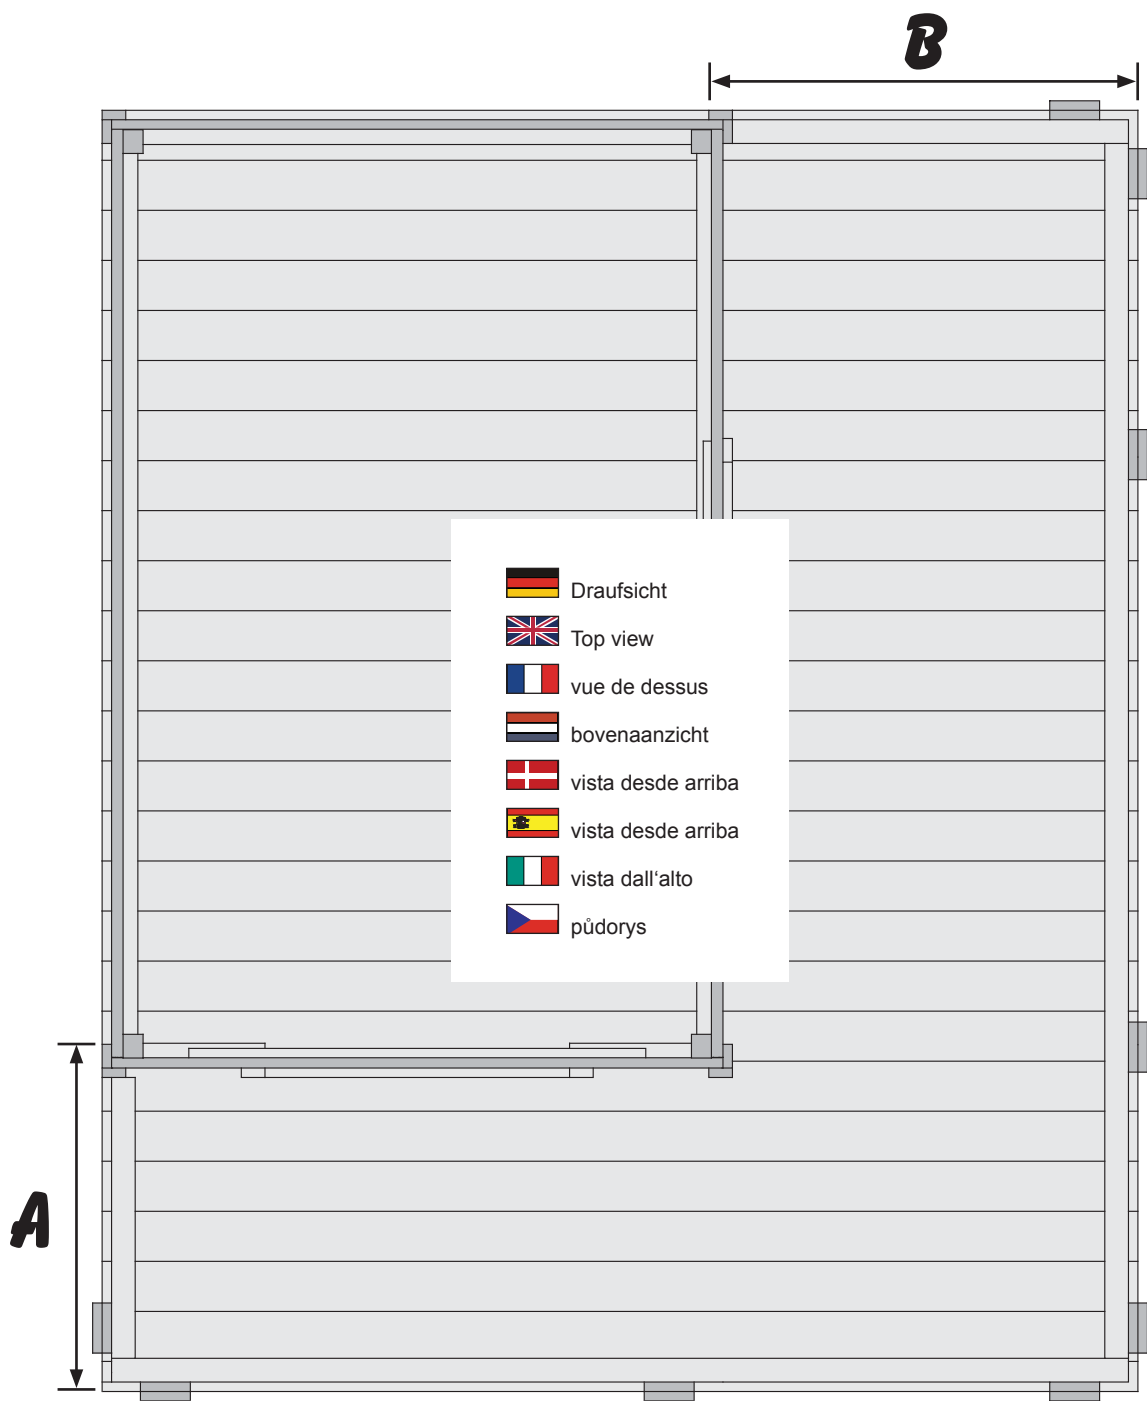 B
Draufsicht
Top view
vue de dessus
bovenaanzicht
vista desde arriba
vista desde arriba
vista dall‘alto
půdorys
A